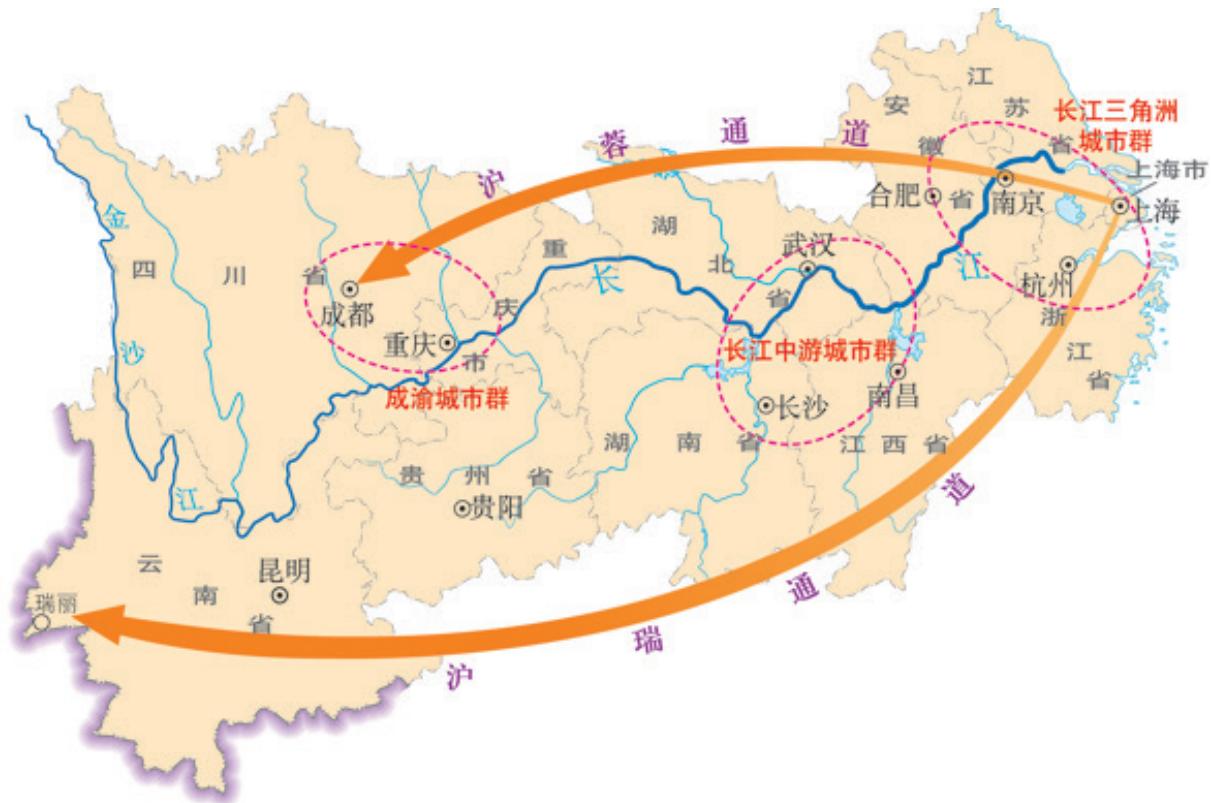 江苏省
安徽省
长江三角洲
城市群
沪蓉通道
上海市
上海
合肥
南京
杭州
浙江省
金沙江
四川省
成都
重庆
重庆市
成渝城市群
长江
湖北省
武汉
长江中游城市群
长沙
南昌
湖南省
江西省
贵州省
贵阳
云南省
昆明
瑞丽
沪瑞通道